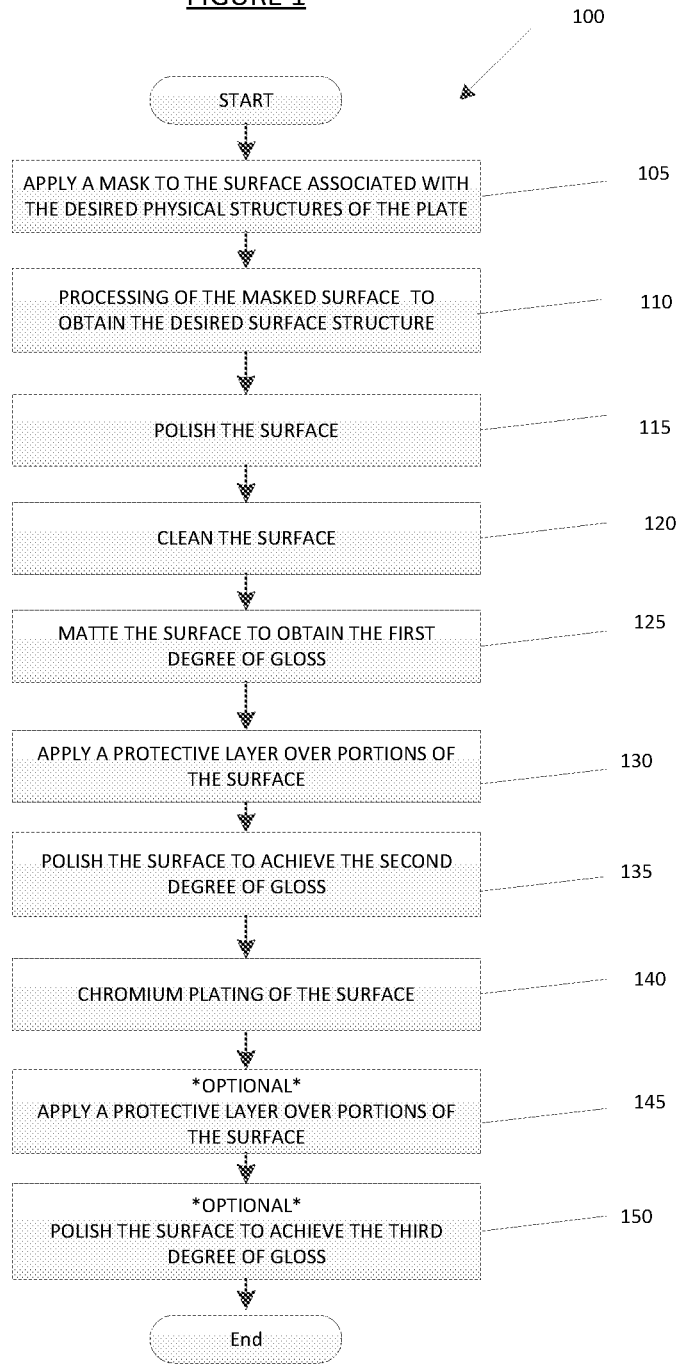 FIGURE 1
100
START
APPLY A MASK TO THE SURFACE ASSOCIATED WITH
THE DESIRED PHYSICAL STRUCTURES OF THE PLATE
105
PROCESSING OF THE MASKED SURFACE TO
OBTAIN THE DESIRED SURFACE STRUCTURE
110
POLISH THE SURFACE
115
CLEAN THE SURFACE
120
MATTE THE SURFACE TO OBTAIN THE FIRST
DEGREE OF GLOSS
125
APPLY A PROTECTIVE LAYER OVER PORTIONS OF
THE SURFACE
130
POLISH THE SURFACE TO ACHIEVE THE SECOND
DEGREE OF GLOSS
135
CHROMIUM PLATING OF THE SURFACE
140
*OPTIONAL*
APPLY A PROTECTIVE LAYER OVER PORTIONS OF
THE SURFACE
145
*OPTIONAL*
POLISH THE SURFACE TO ACHIEVE THE THIRD
DEGREE OF GLOSS
150
End